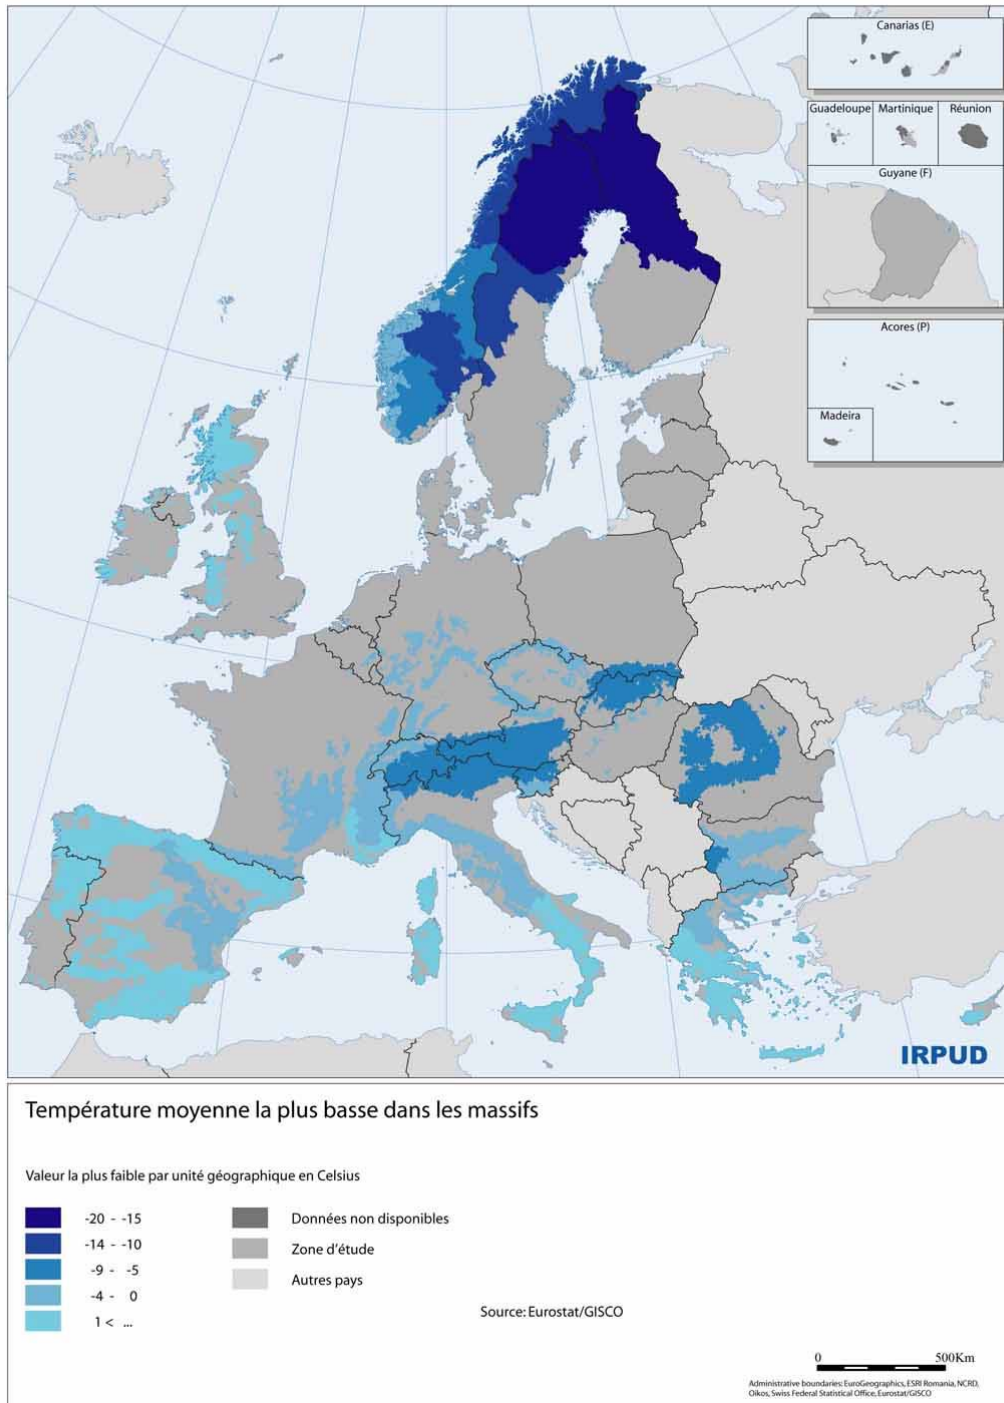 Canarias (E)
Guadeloupe
Martinique
Réunion
Guyane (F)
Acores (P)
Madeira
IRPUD
Température moyenne la plus basse dans les massifs
Valeur la plus faible par unité géographique en Celsius
-20 - -15
-14 - -10
-9 - -5
-4 - 0
1 < ...
Données non disponibles
Zone d'étude
Autres pays
Source: Eurostat/GISCO
0 500Km
Administrative boundaries: EuroGeographics, ESRI Romania, NCRD,
Oikos, Swiss Federal Statistical Office, Eurostat/GISCO